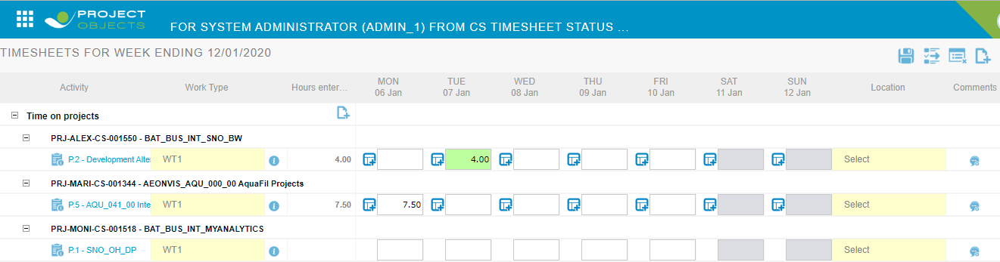 PROJECT
OBJECTS
FOR SYSTEM ADMINISTRATOR (ADMIN_1) FROM CS TIMESHEET STATUS ...
TIMESHEETS FOR WEEK ENDING 12/01/2020
Activity Work Type Hours enter... MON 06 Jan TUE 07 Jan WED 08 Jan THU 09 Jan FRI 10 Jan SAT 11 Jan SUN 12 Jan Location Comments
Time on projects
PRJ-ALEX-CS-001550 - BAT_BUS_INT_SNO_BW
P.2 - Development Alte WT1 4.00 4.00 Select
PRJ-MARI-CS-001344 - AEONVIS_AQU_000_00 AquaFil Projects
P.5 - AQU_041_00 Inte WT1 7.50 7.50 Select
PRJ-MONI-CS-001518 - BAT_BUS_INT_MYANALYTICS
P.1 - SNO_OH_DP WT1 Select